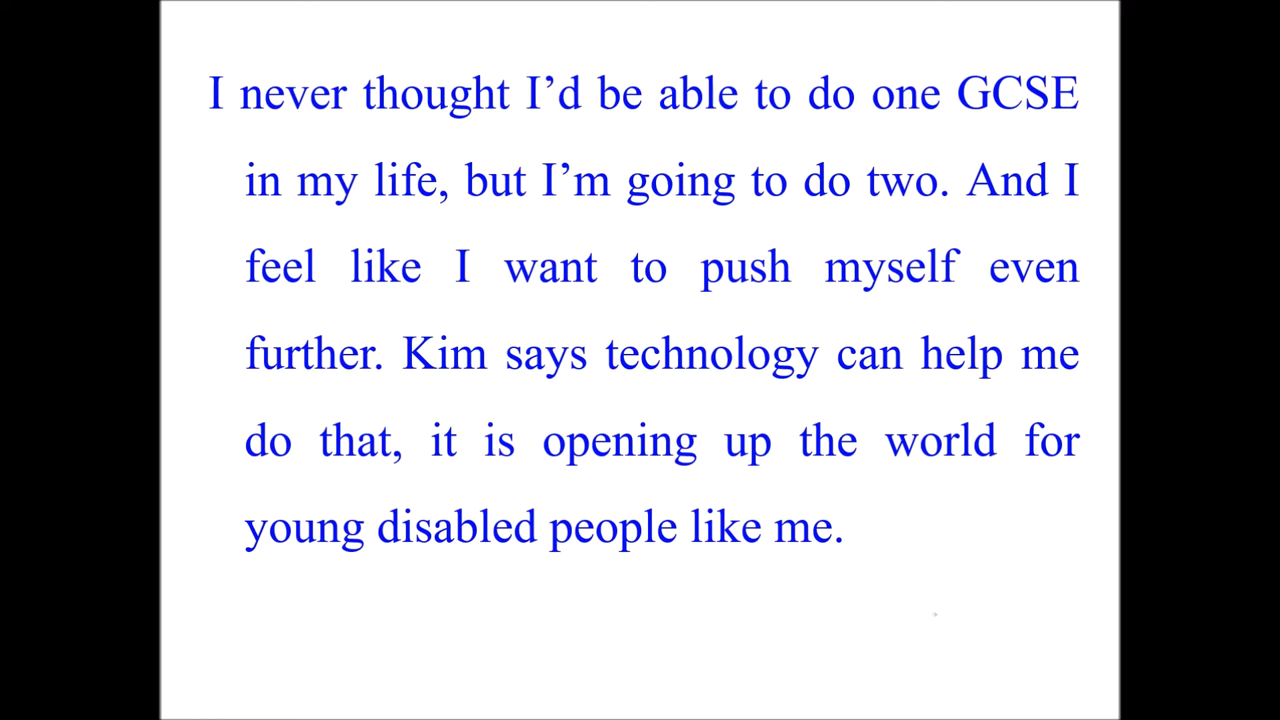 I never thought I’d be able to do one GCSE
in my life, but I’m going to do two. And I
feel like I want to push myself even
further. Kim says technology can help me
do that, it is opening up the world for
young disabled people like me.